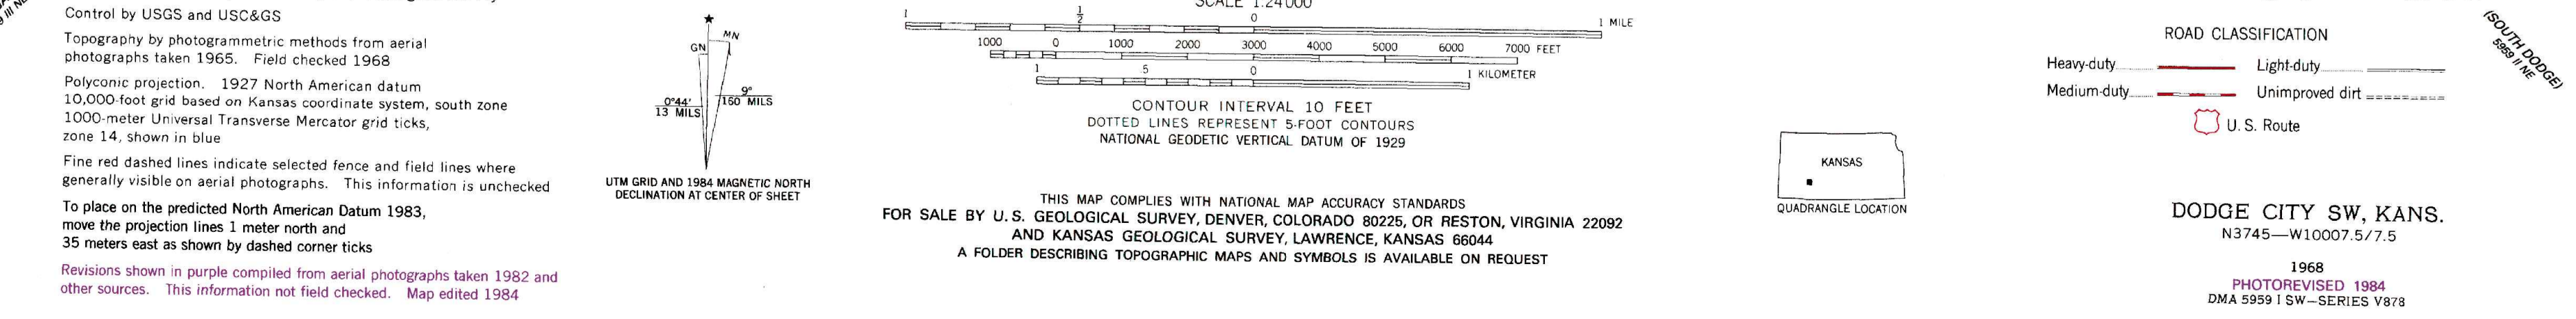 Control by USGS and USC&GS
Topography by photogrammetric methods from aerial
photographs taken 1965. Field checked 1968
Polyconic projection. 1927 North American datum
10,000-foot grid based on Kansas coordinate system, south zone
1000-meter Universal Transverse Mercator grid ticks,
zone 14, shown in blue
Fine red dashed lines indicate selected fence and field lines where
generally visible on aerial photographs. This information is unchecked
To place on the predicted North American Datum 1983,
move the projection lines 1 meter north and
35 meters east as shown by dashed corner ticks
Revisions shown in purple compiled from aerial photographs taken 1982 and
other sources. This information not field checked. Map edited 1984
★
MN
GN
0°44'
13 MILS
9°
160 MILS
UTM GRID AND 1984 MAGNETIC NORTH
DECLINATION AT CENTER OF SHEET
SCALE 1:24 000
1 ½ 0 1 MILE
1000 0 1000 2000 3000 4000 5000 6000 7000 FEET
1 .5 0 1 KILOMETER
CONTOUR INTERVAL 10 FEET
DOTTED LINES REPRESENT 5-FOOT CONTOURS
NATIONAL GEODETIC VERTICAL DATUM OF 1929
THIS MAP COMPLIES WITH NATIONAL MAP ACCURACY STANDARDS
FOR SALE BY U. S. GEOLOGICAL SURVEY, DENVER, COLORADO 80225, OR RESTON, VIRGINIA 22092
AND KANSAS GEOLOGICAL SURVEY, LAWRENCE, KANSAS 66044
A FOLDER DESCRIBING TOPOGRAPHIC MAPS AND SYMBOLS IS AVAILABLE ON REQUEST
KANSAS
QUADRANGLE LOCATION
ROAD CLASSIFICATION
Heavy-duty Light-duty
Medium-duty Unimproved dirt
U. S. Route
(SOUTH DODGE)
5959 II NE
DODGE CITY SW, KANS.
N3745—W10007.5/7.5
1968
PHOTOREVISED 1984
DMA 5959 I SW–SERIES V878